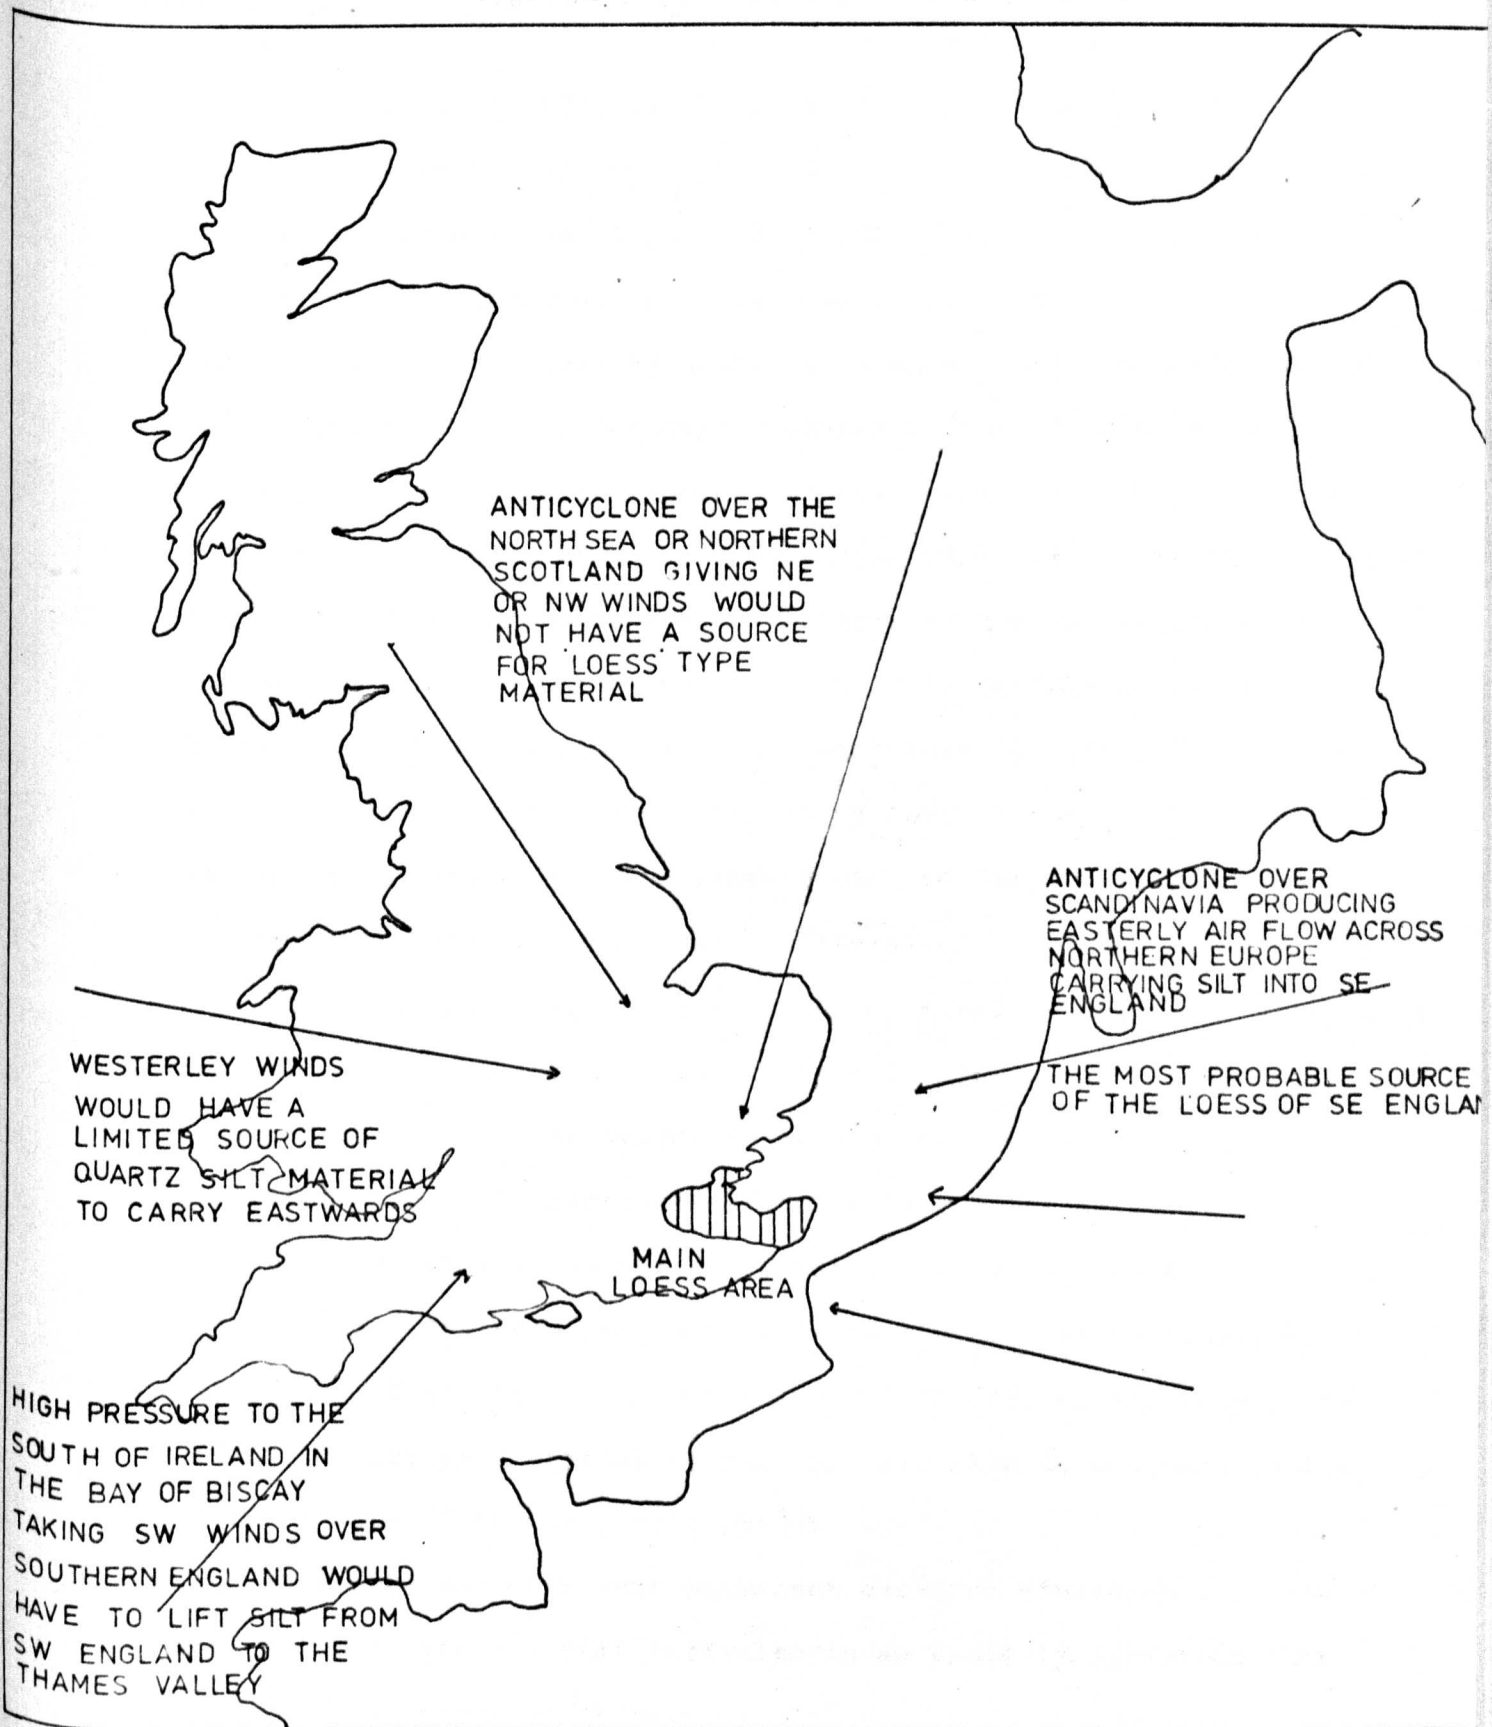 ANTICYCLONE OVER THE
NORTH SEA OR NORTHERN
SCOTLAND GIVING NE
OR NW WINDS WOULD
NOT HAVE A SOURCE
FOR 'LOESS' TYPE
MATERIAL
ANTICYCLONE OVER
SCANDINAVIA PRODUCING
EASTERLY AIR FLOW ACROSS
NORTHERN EUROPE
CARRYING SILT INTO SE
ENGLAND
THE MOST PROBABLE SOURCE
OF THE LOESS OF SE ENGLAN
WESTERLEY WINDS
WOULD HAVE A
LIMITED SOURCE OF
QUARTZ SILT MATERIAL
TO CARRY EASTWARDS
MAIN
LOESS AREA
HIGH PRESSURE TO THE
SOUTH OF IRELAND IN
THE BAY OF BISCAY
TAKING SW WINDS OVER
SOUTHERN ENGLAND WOULD
HAVE TO LIFT SILT FROM
SW ENGLAND TO THE
THAMES VALLEY